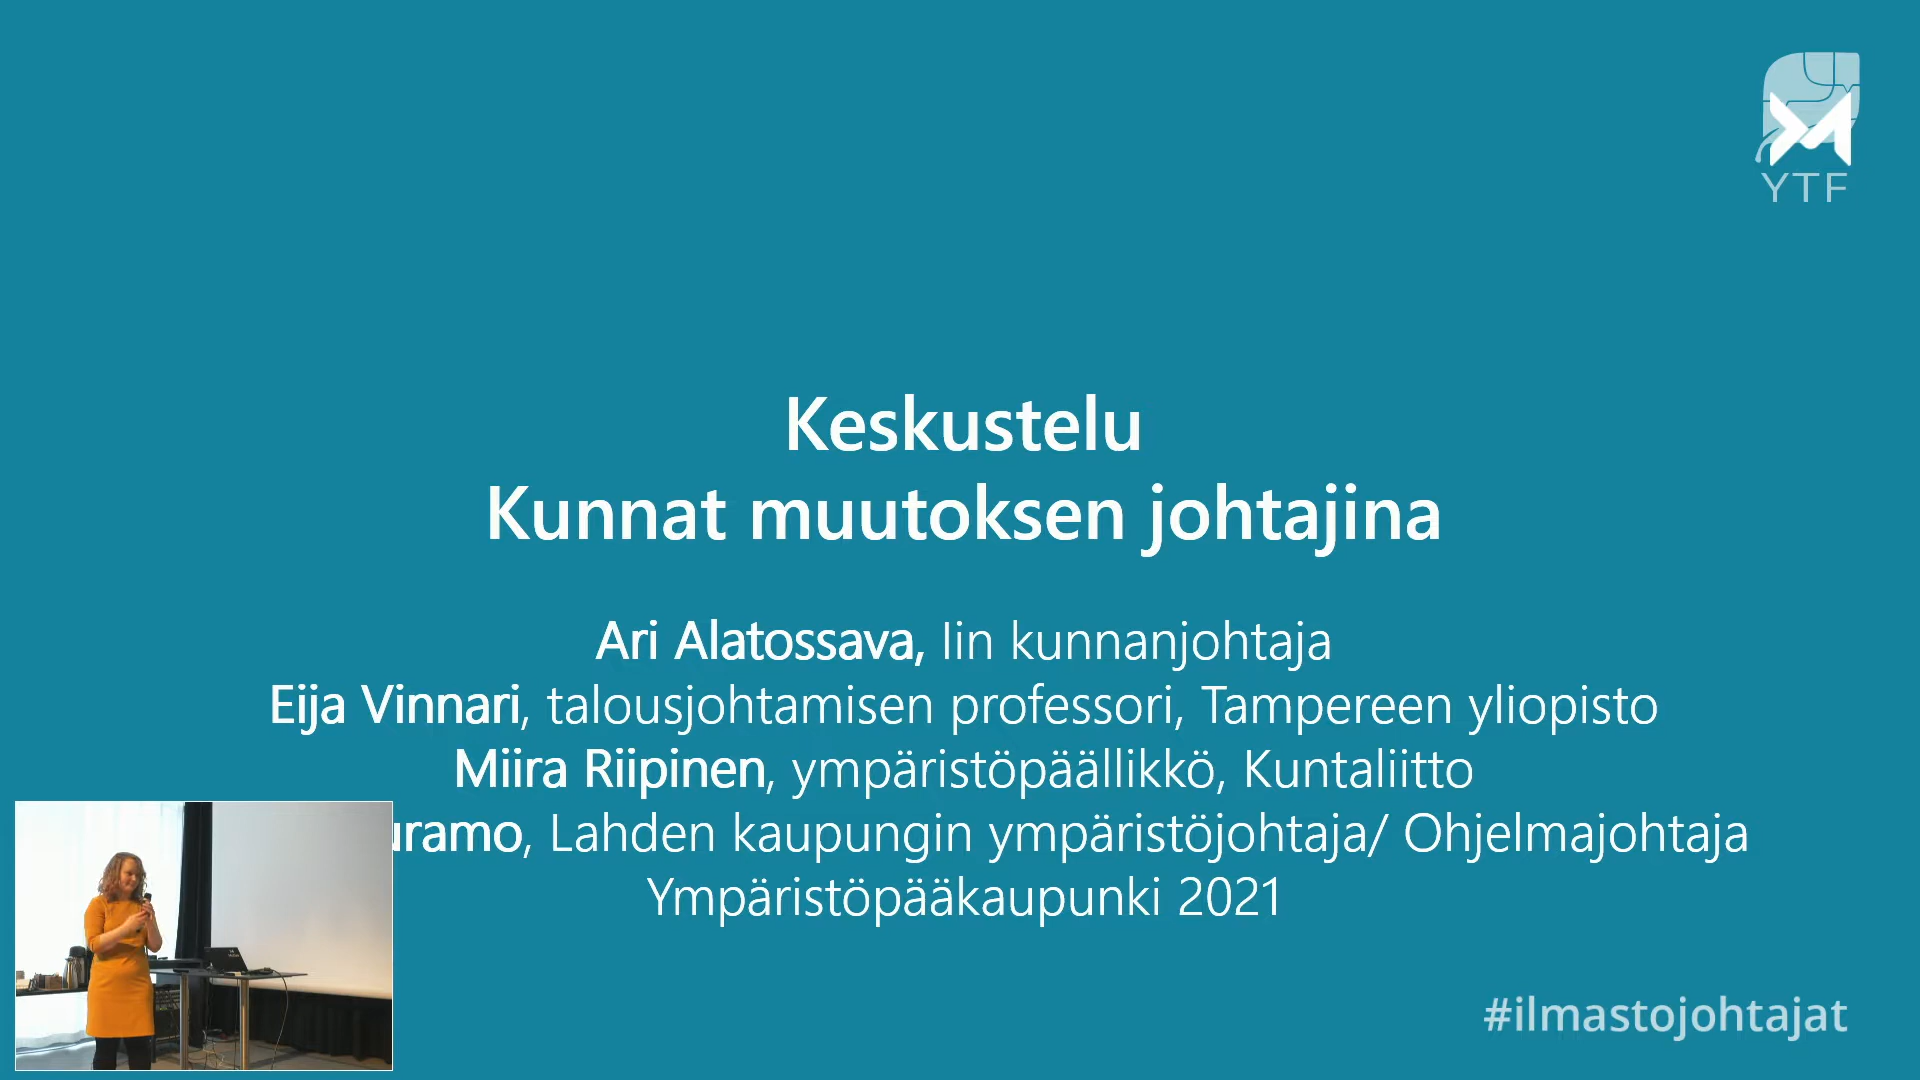 YTF
Keskustelu
Kunnat muutoksen johtajina
Ari Alatossava, Iin kunnanjohtaja
Eija Vinnari, talousjohtamisen professori, Tampereen yliopisto
Miira Riipinen, ympäristöpäällikkö, Kuntaliitto
uramo, Lahden kaupungin ympäristöjohtaja/ Ohjelmajohtaja
Ympäristöpääkaupunki 2021
#ilmastojohtajat